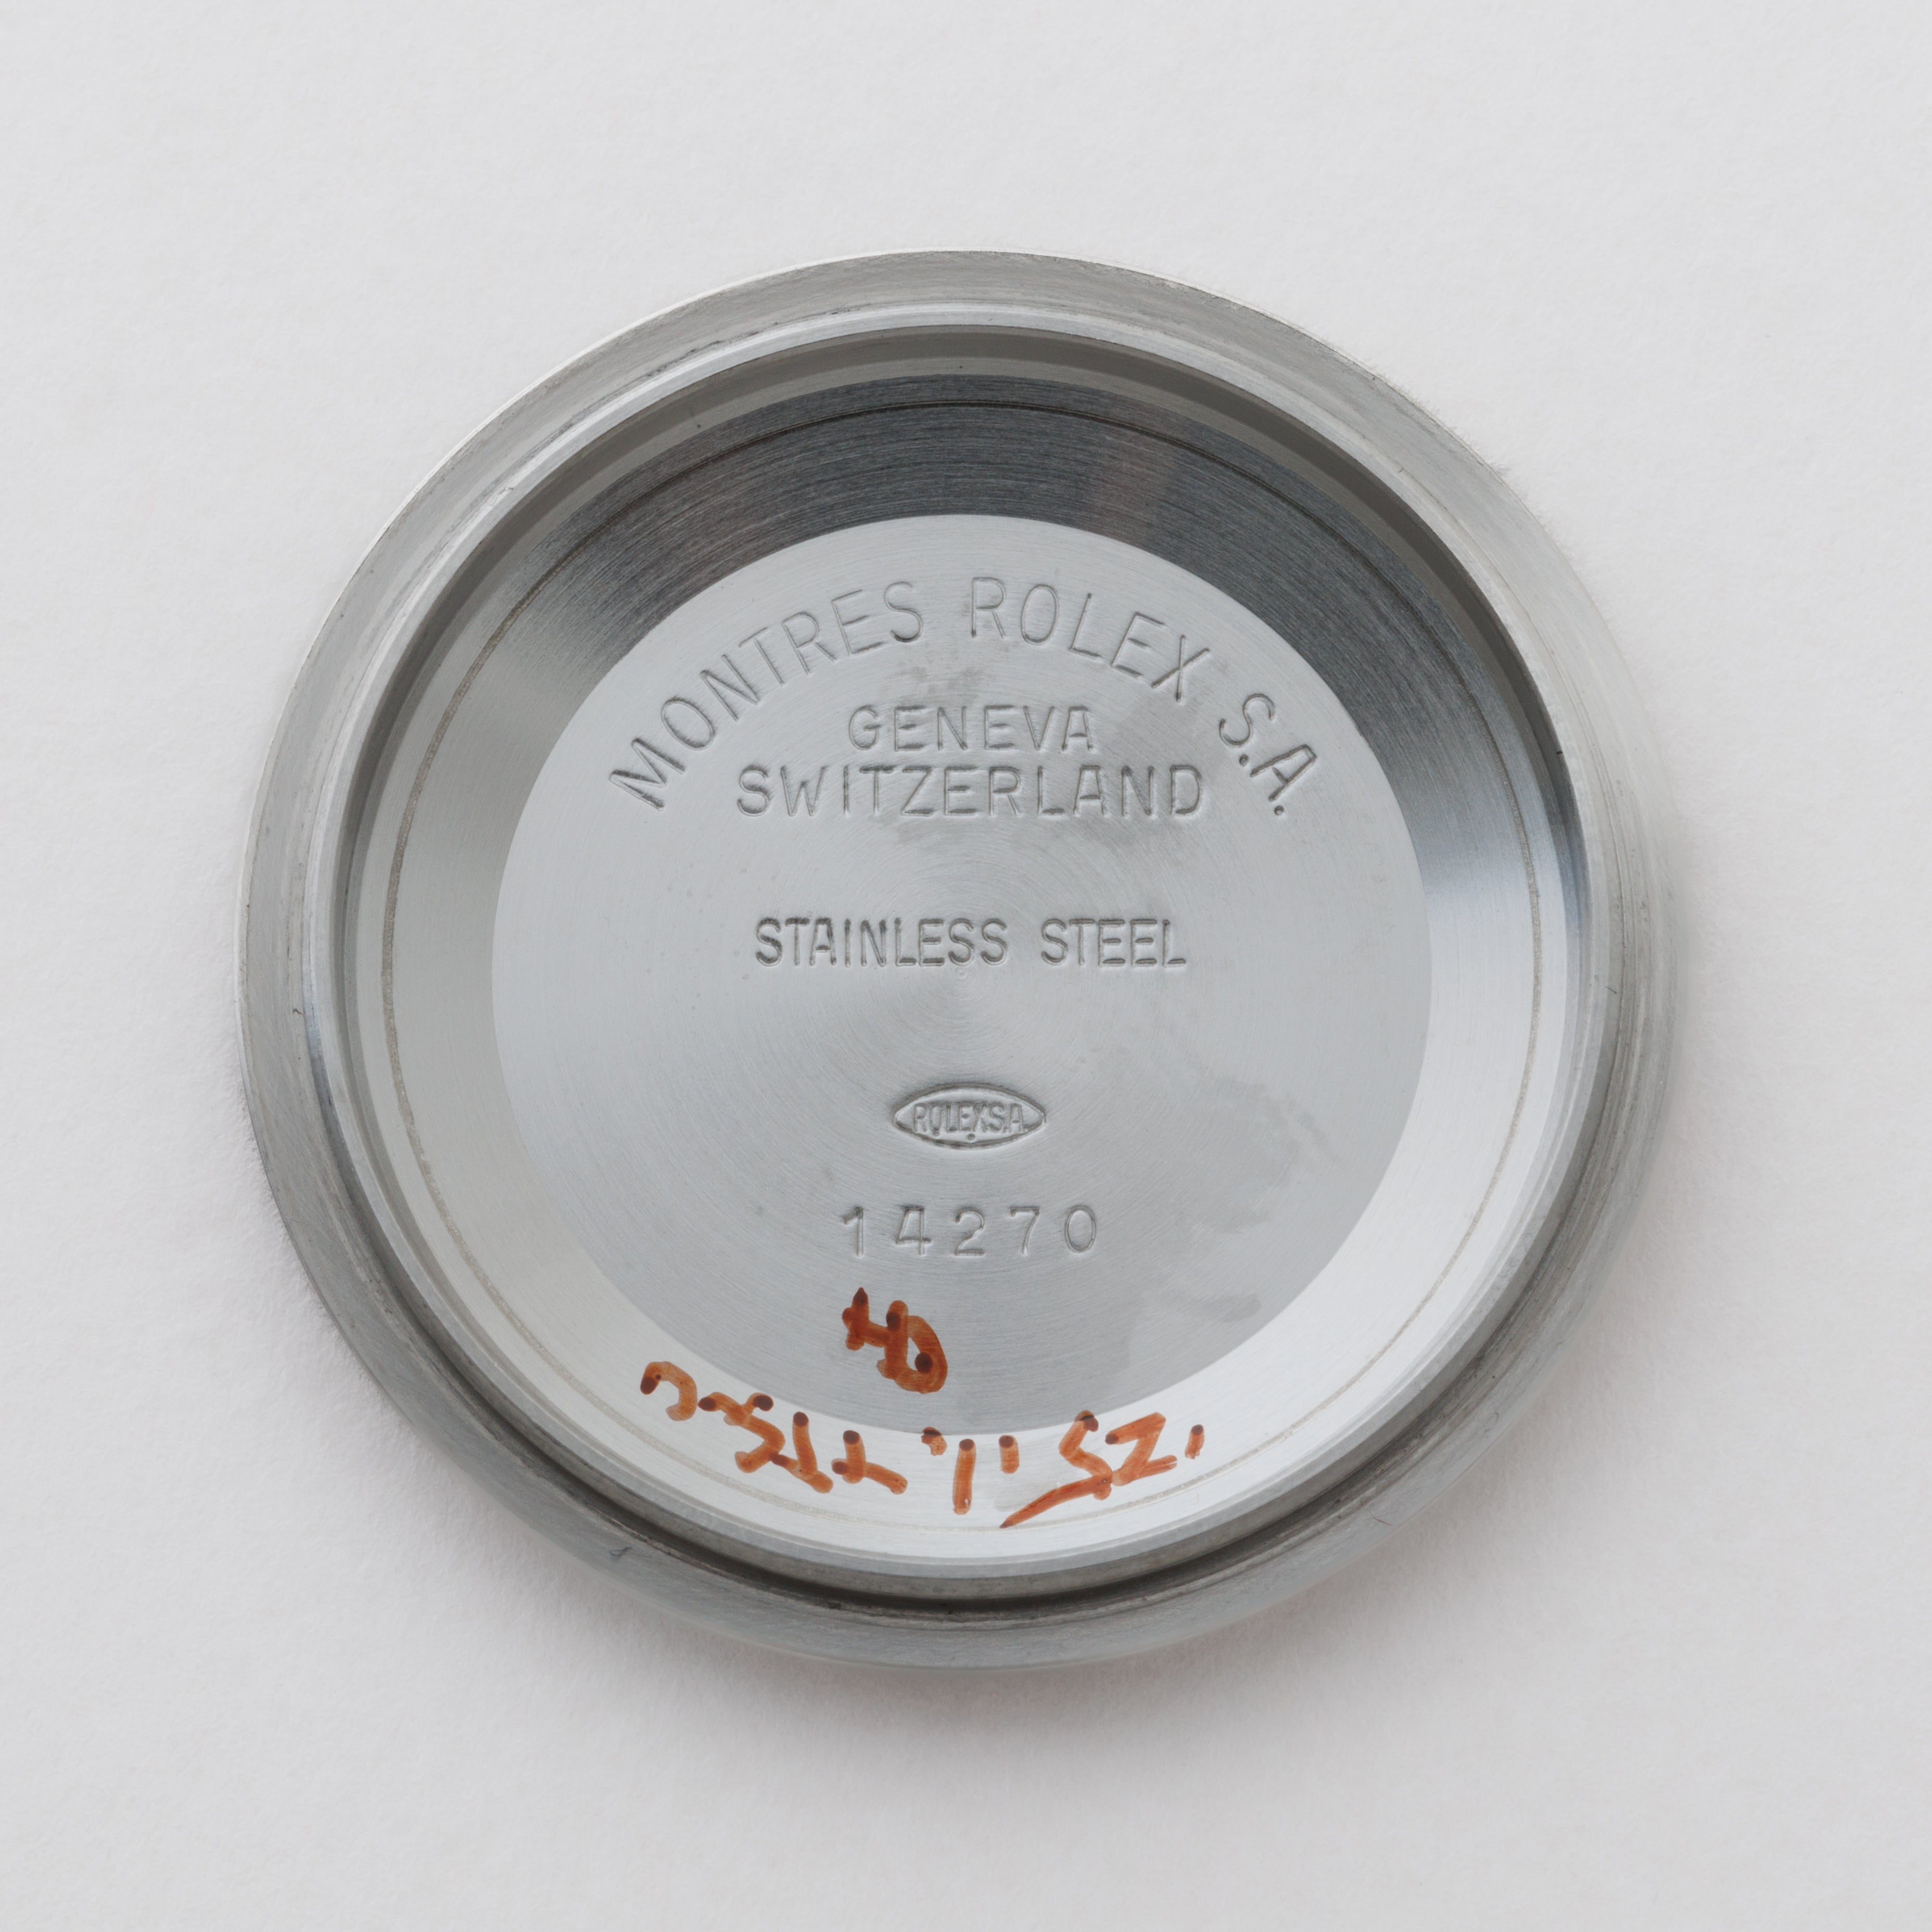 MONTRES ROLEX S.A.
GENEVA
SWITZERLAND
STAINLESS STEEL
ROLEX S.A.
14270